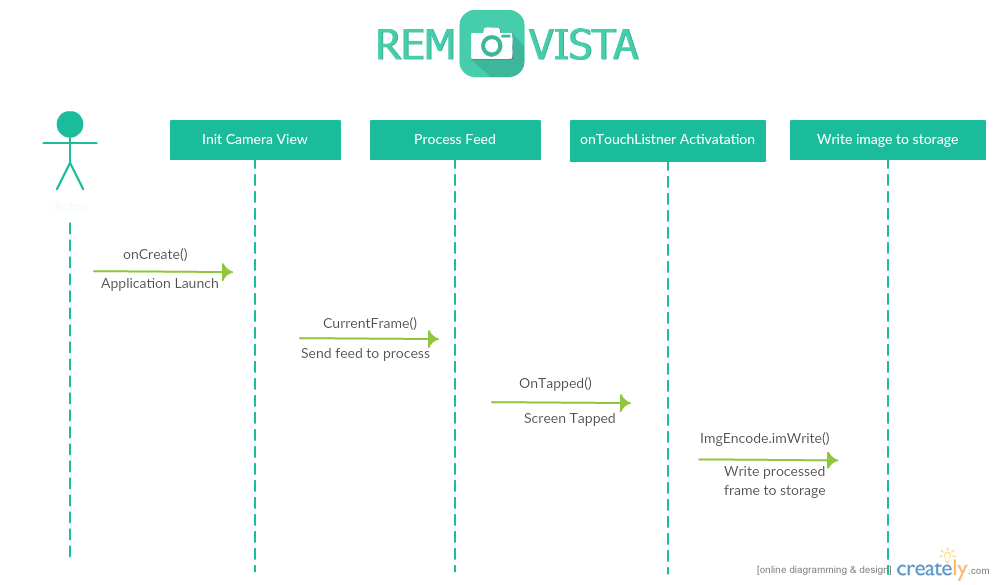 REM VISTA
Init Camera View
Process Feed
onTouchListner Activatation
Write image to storage
Actor
onCreate()
Application Launch
CurrentFrame()
Send feed to process
OnTapped()
Screen Tapped
ImgEncode.imWrite()
Write processed
frame to storage
[online diagramming & design] creately.com